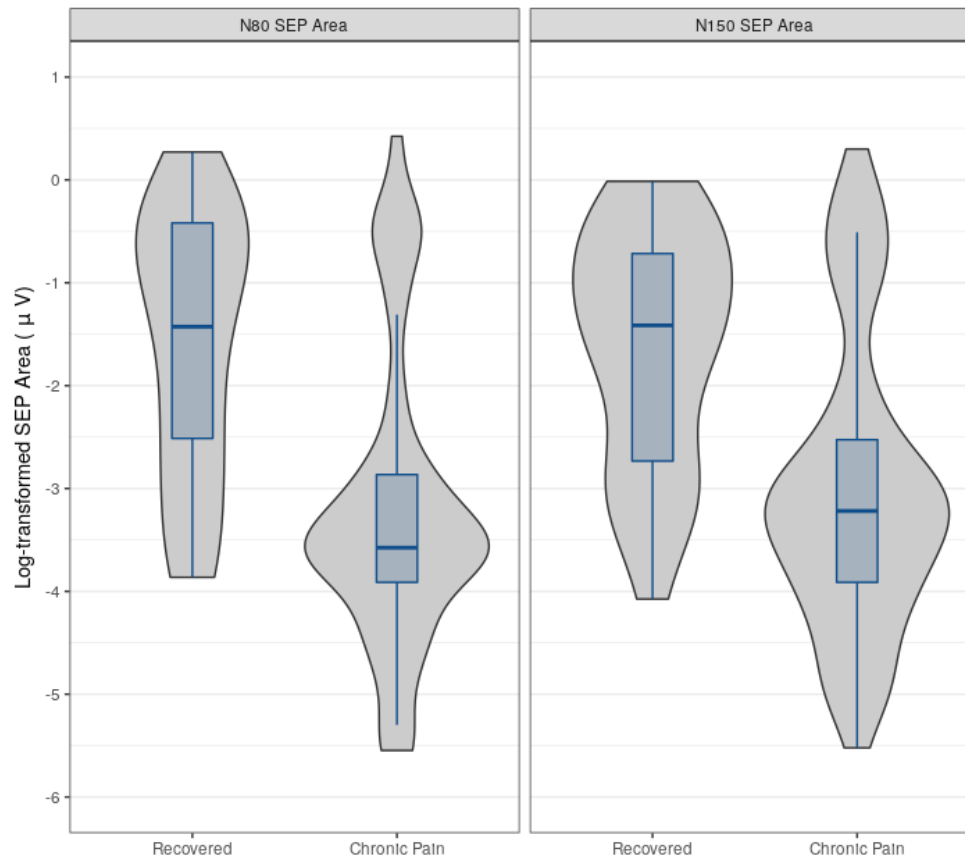 N80 SEP Area
N150 SEP Area
Log-transformed SEP Area ( μ V)
1
0
-1
-2
-3
-4
-5
-6
Recovered
Chronic Pain
Recovered
Chronic Pain